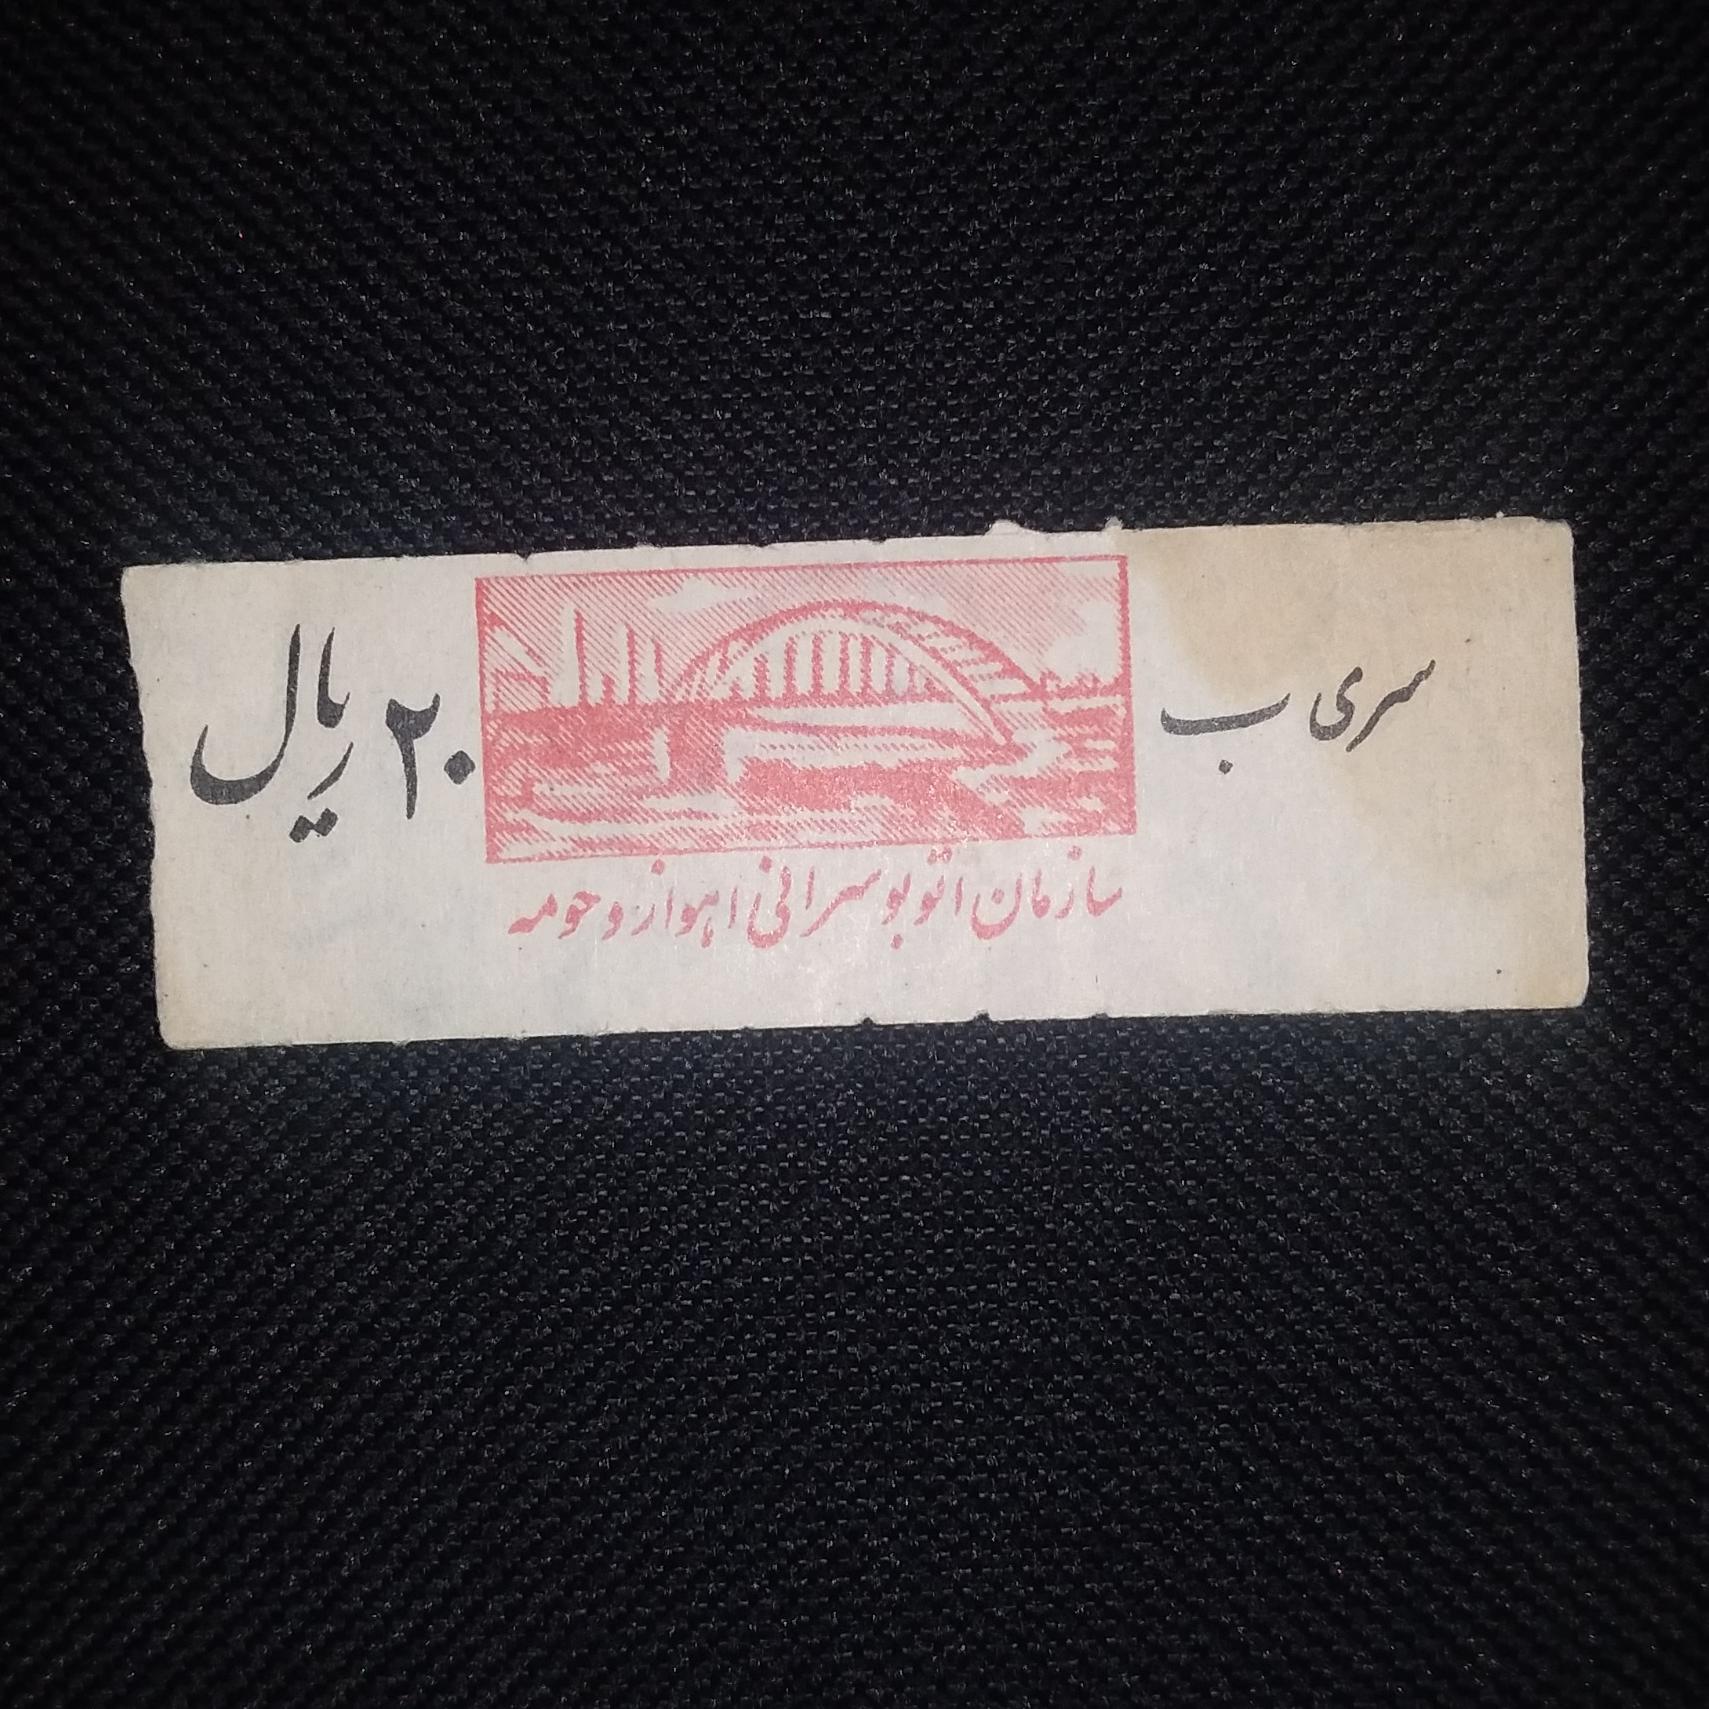 سری ب
۲۰ ریال
سازمان اتوبوسرانی اهواز و حومه